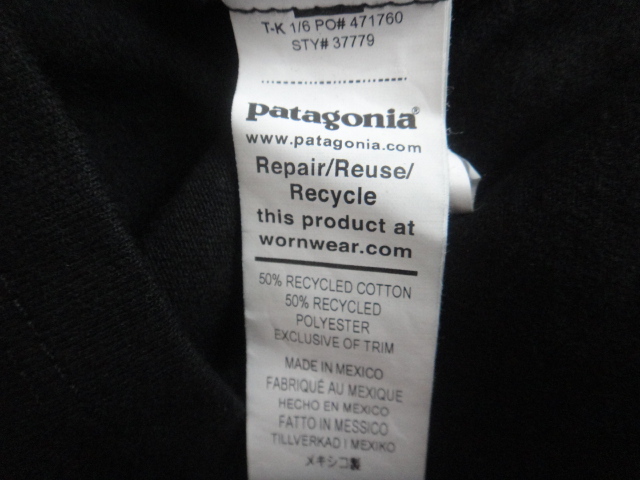 T-K 1/6 PO# 471760
STY# 37779
patagonia®
www.patagonia.com
Repair/Reuse/
Recycle
this product at
wornwear.com
50% RECYCLED COTTON
50% RECYCLED
POLYESTER
EXCLUSIVE OF TRIM
MADE IN MEXICO
FABRIQUÉ AU MEXIQUE
HECHO EN MEXICO
FATTO IN MESSICO
TILLVERKAD I MEXIKO
メキシコ製